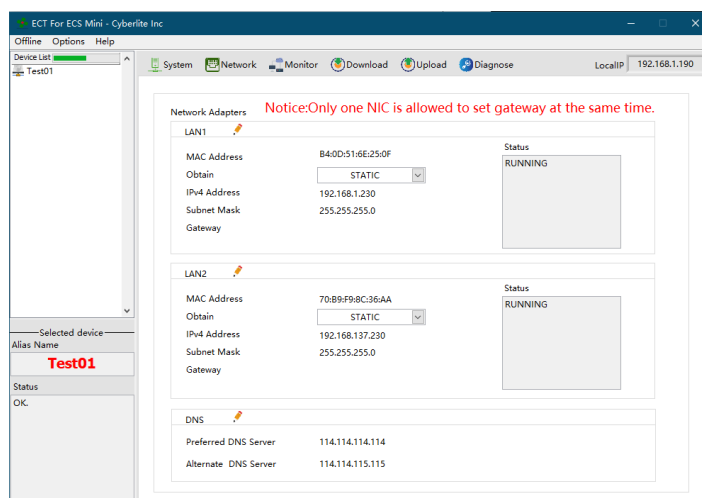 ECT For ECS Mini - Cyberlite Inc
Offline Options Help
Device List
Test01
System Network Monitor Download Upload Diagnose LocalIP 192.168.1.190
Network Adapters Notice:Only one NIC is allowed to set gateway at the same time.
LAN1
MAC Address B4:0D:51:6E:25:0F
Obtain STATIC
IPv4 Address 192.168.1.230
Subnet Mask 255.255.255.0
Gateway
Status
RUNNING
LAN2
MAC Address 70:B9:F9:8C:36:AA
Obtain STATIC
IPv4 Address 192.168.137.230
Subnet Mask 255.255.255.0
Gateway
Status
RUNNING
Selected device
Alias Name
Test01
Status
OK.
DNS
Preferred DNS Server 114.114.114.114
Alternate DNS Server 114.114.115.115